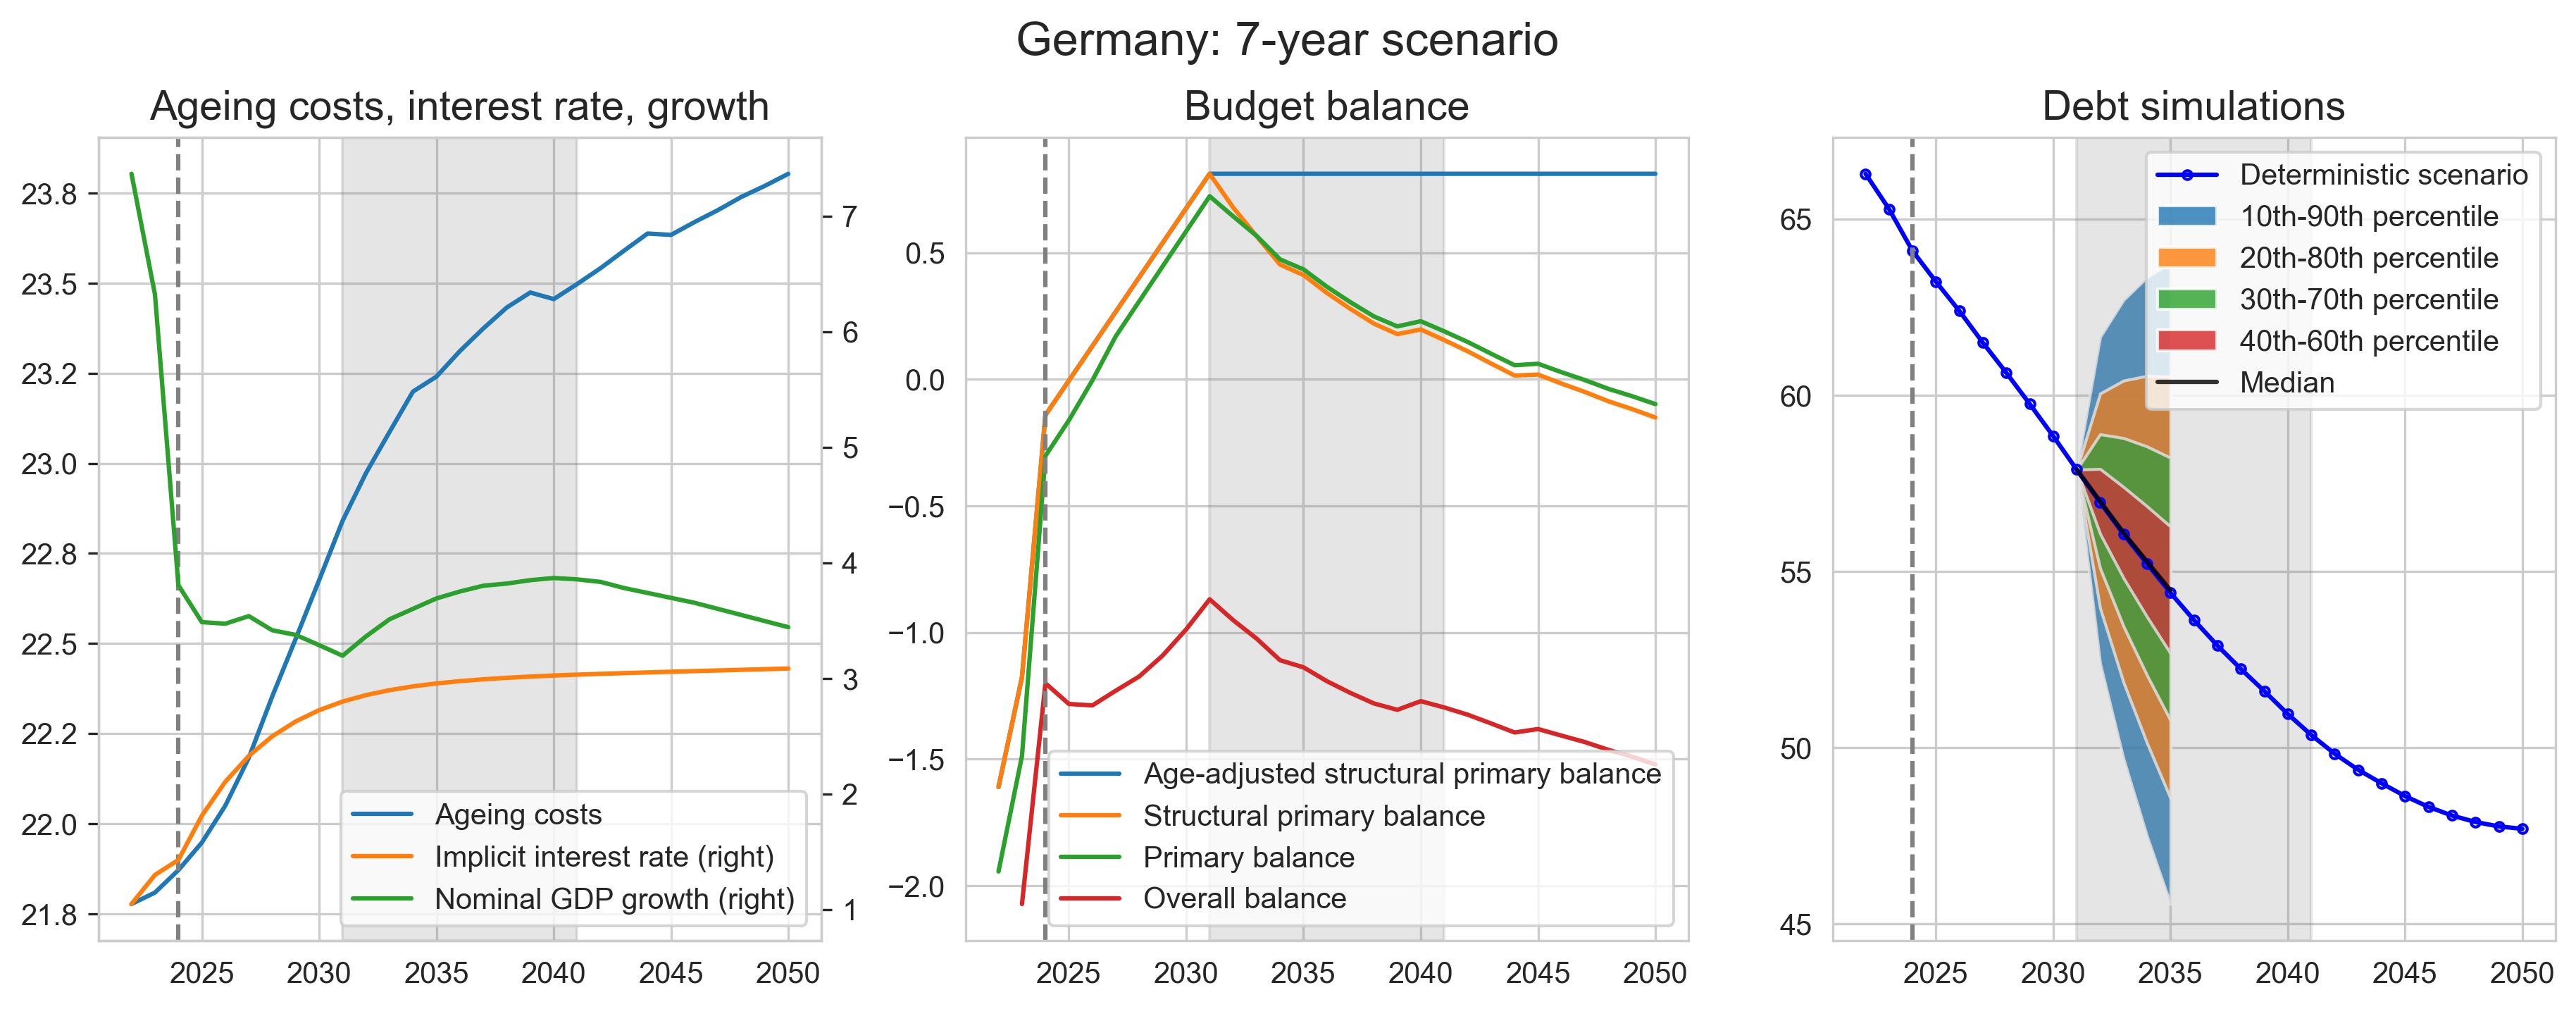 Germany: 7-year scenario
Ageing costs, interest rate, growth
23.8
23.5
23.2
23.0
22.8
22.5
22.2
22.0
21.8
7
6
5
4
3
2
1
Ageing costs
Implicit interest rate (right)
Nominal GDP growth (right)
2025 2030 2035 2040 2045 2050
Budget balance
0.5
0.0
−0.5
−1.0
−1.5
−2.0
Age-adjusted structural primary balance
Structural primary balance
Primary balance
Overall balance
2025 2030 2035 2040 2045 2050
Debt simulations
65
60
55
50
45
Deterministic scenario
10th-90th percentile
20th-80th percentile
30th-70th percentile
40th-60th percentile
Median
2025 2030 2035 2040 2045 2050